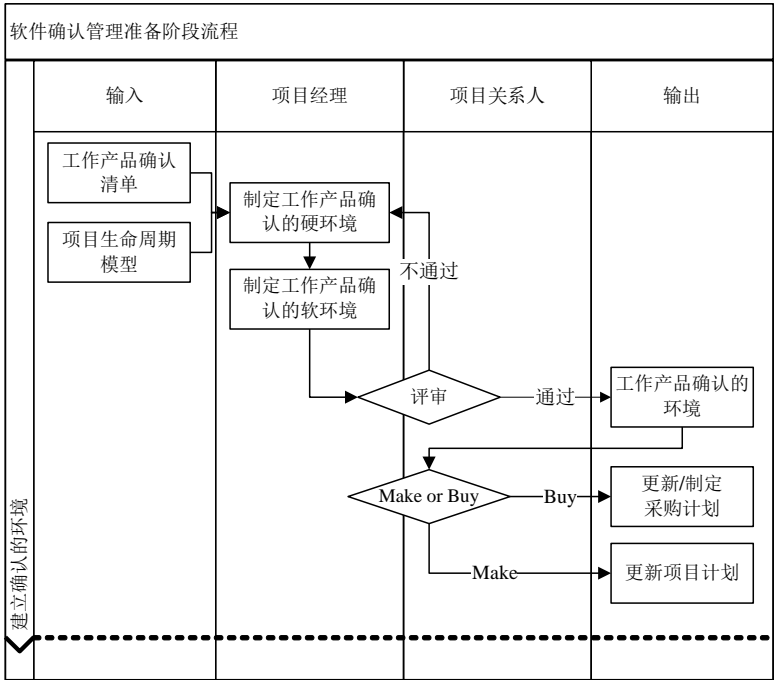 软件确认管理准备阶段流程
输入
项目经理
项目关系人
输出
工作产品确认
清单
项目生命周期
模型
制定工作产品确
认的硬环境
制定工作产品确
认的软环境
不通过
评审
通过
工作产品确认的
环境
Make or Buy
Buy
更新/制定
采购计划
Make
更新项目计划
建立确认的环境